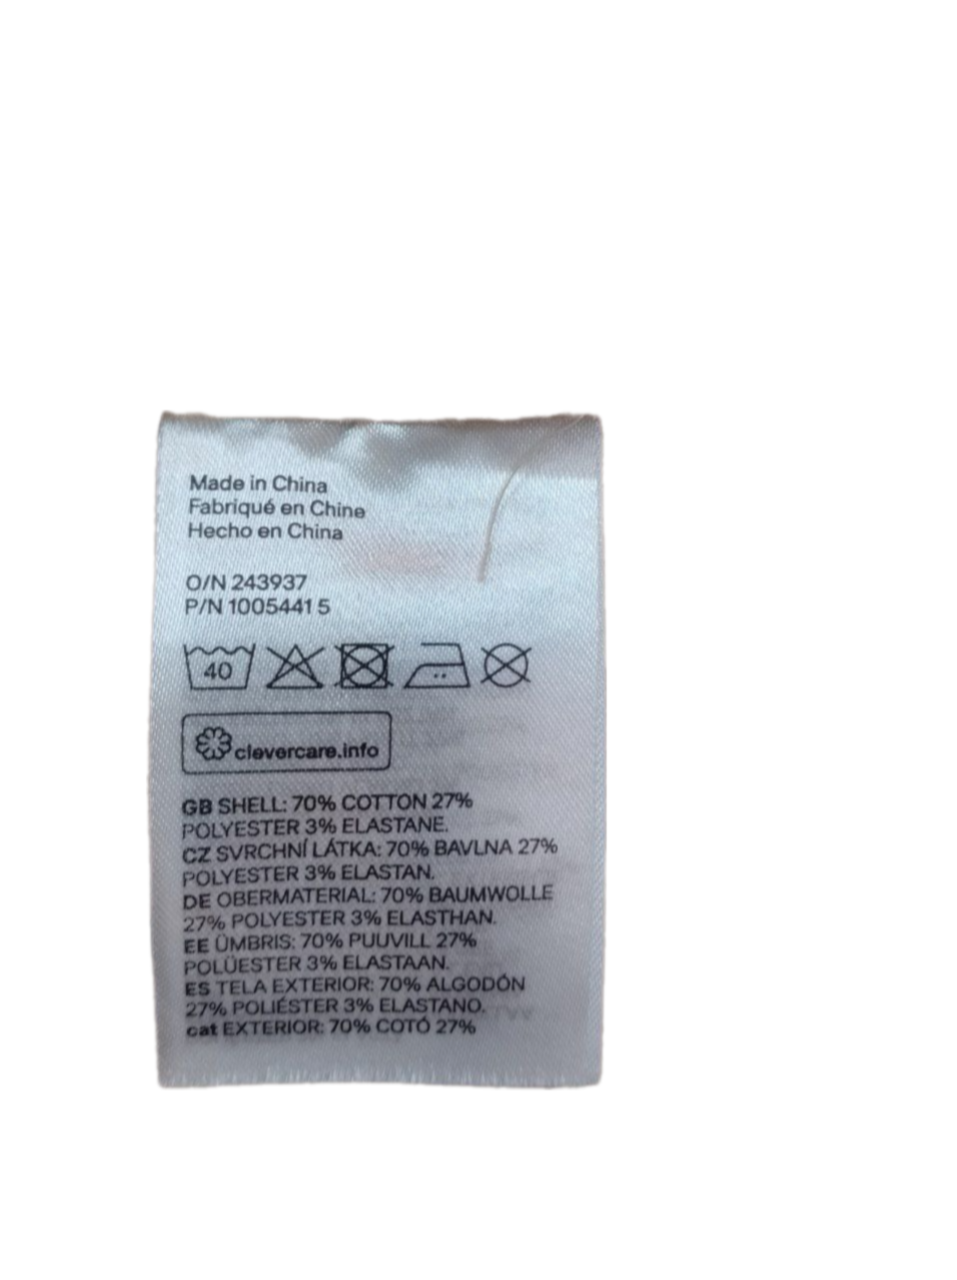 Made in China
Fabriqué en Chine
Hecho en China
O/N 243937
P/N 10054415
40
clevercare.info
GB SHELL: 70% COTTON 27%
POLYESTER 3% ELASTANE.
CZ SVRCHNÍ LÁTKA: 70% BAVLNA 27%
POLYESTER 3% ELASTAN.
DE OBERMATERIAL: 70% BAUMWOLLE
27% POLYESTER 3% ELASTHAN.
EE ÜMBRIS: 70% PUUVILL 27%
POLÜESTER 3% ELASTAAN.
ES TELA EXTERIOR: 70% ALGODÓN
27% POLIÉSTER 3% ELASTANO.
cat EXTERIOR: 70% COTÓ 27%